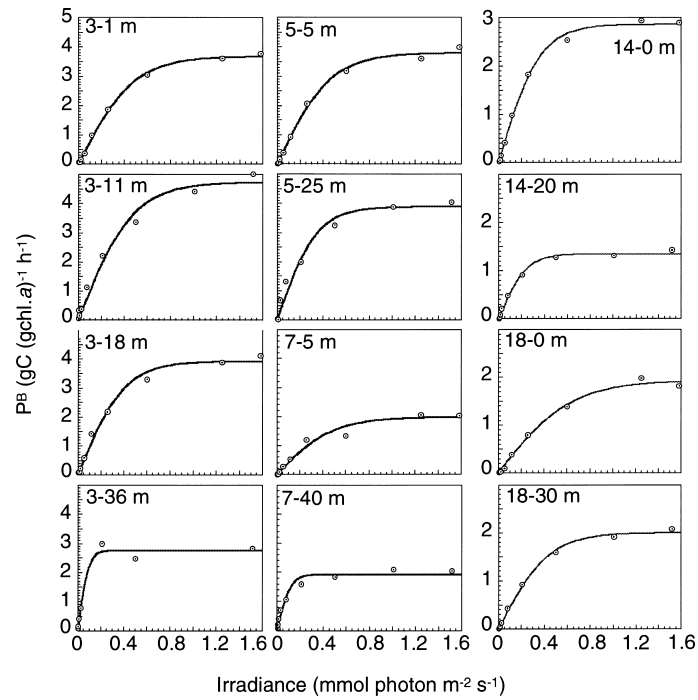 5
4
3
2
1
0
3-1 m
5-5 m
3
2
1
0
14-0 m
4
3
2
1
0
3-11 m
5-25 m
2
1
0
14-20 m
4
3
2
1
0
3-18 m
7-5 m
2
1
0
18-0 m
4
3
2
1
0
3-36 m
7-40 m
2
1
0
18-30 m
0 0.4 0.8 1.2 1.6 0 0.4 0.8 1.2 1.6 0 0.4 0.8 1.2 1.6
Pᴮ (gC (gchl.a)⁻¹ h⁻¹)
Irradiance (mmol photon m⁻² s⁻¹)